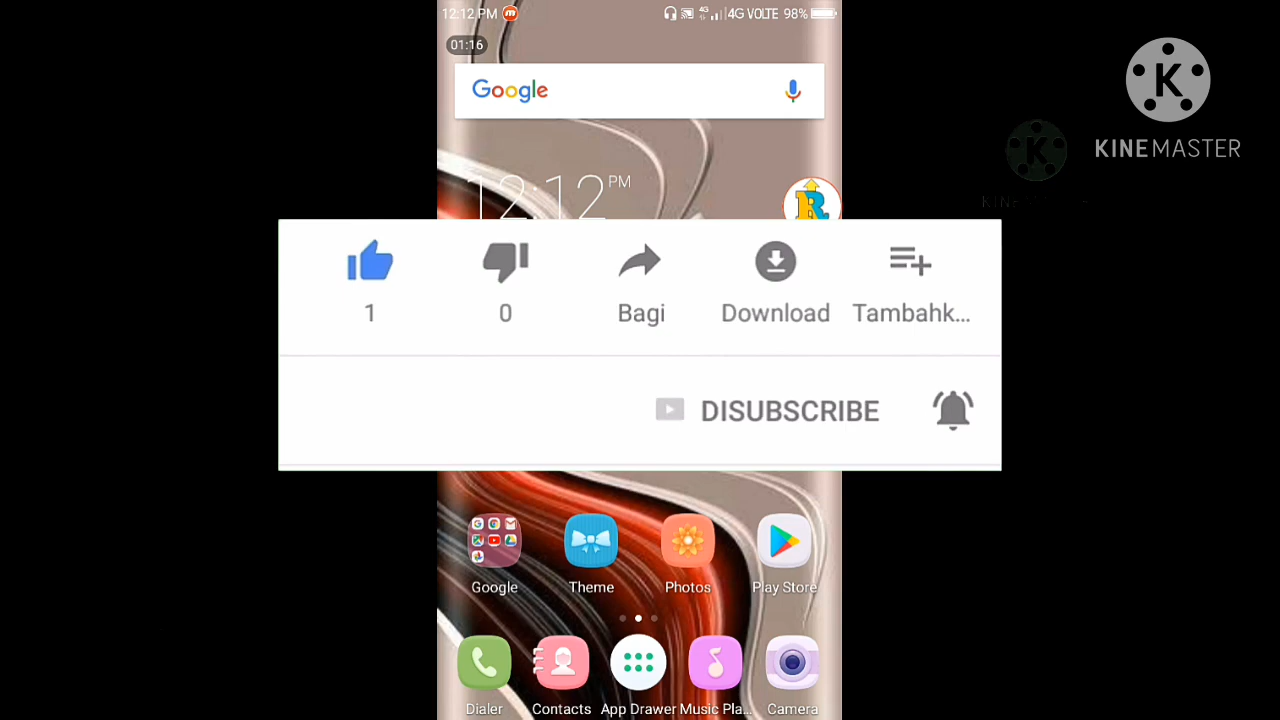 12:12 PM 4G 4G VOLTE 98%
01:16
Google
KINEMASTER
12:12 PM
1 0 Bagi Download Tambahk...
DISUBSCRIBE
Google Theme Photos Play Store
Dialer Contacts App Drawer Music Pla... Camera